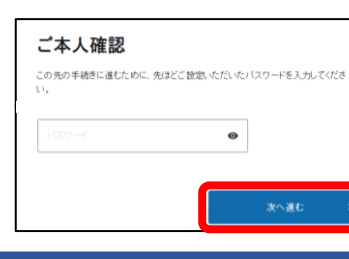 ご本人確認
この先の手続きに進むために、先ほどご設定いただいたパスワードを入力してくださ
い。
パスワード
次へ進む